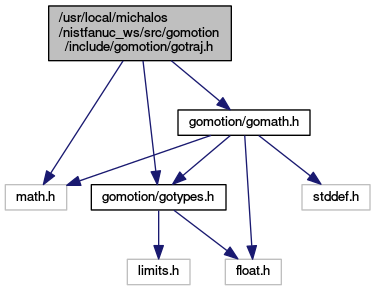 /usr/local/michalos
/nistfanuc_ws/src/gomotion
/include/gomotion/gotraj.h
gomotion/gomath.h
math.h
gomotion/gotypes.h
stddef.h
limits.h
float.h